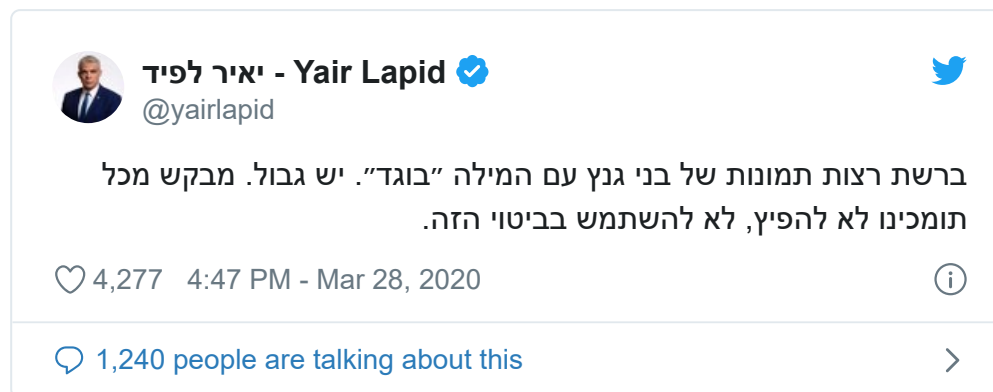 יאיר לפיד - Yair Lapid
@yairlapid
ברשת רצות תמונות של בני גנץ עם המילה ״בוגד״. יש גבול. מבקש מכל
תומכינו לא להפיץ, לא להשתמש בביטוי הזה.
4,277 4:47 PM - Mar 28, 2020
1,240 people are talking about this